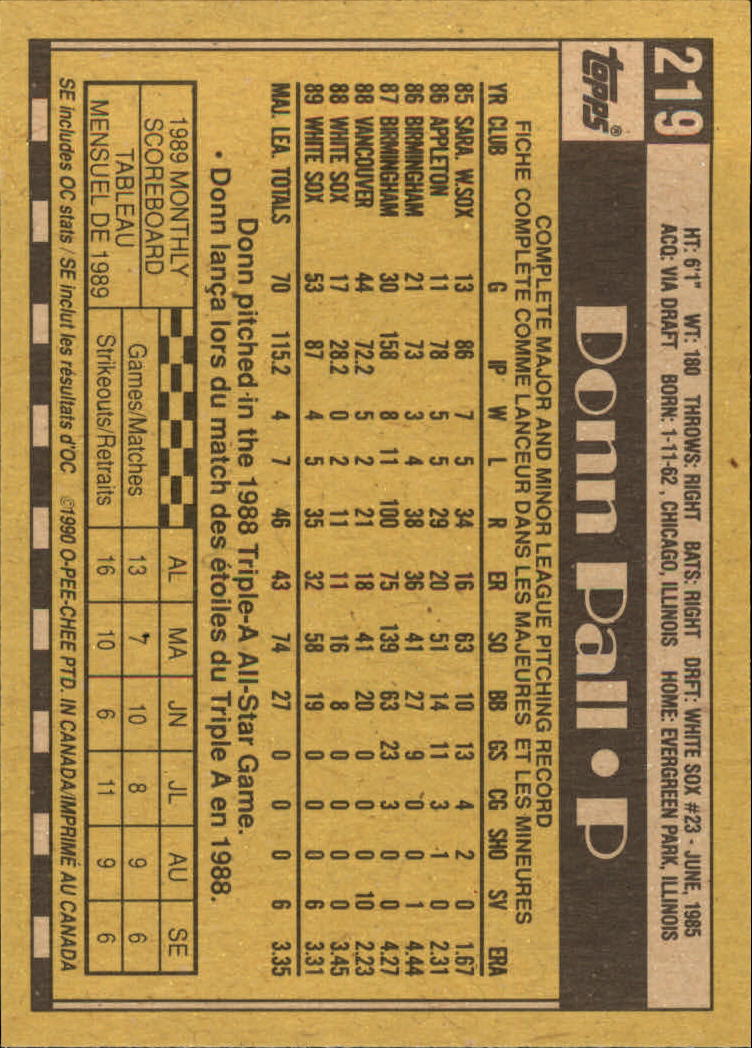 219
topps®
HT: 6'1" WT: 180 THROWS: RIGHT BATS: RIGHT DRFT: WHITE SOX #23 - JUNE, 1985
ACQ: VIA DRAFT BORN: 1-11-62, CHICAGO, ILLINOIS HOME: EVERGREEN PARK, ILLINOIS
Donn Pall • P
COMPLETE MAJOR AND MINOR LEAGUE PITCHING RECORD
FICHE COMPLÈTE COMME LANCEUR DANS LES MAJEURES ET LES MINEURES
YR CLUB G IP W L R ER SO BB GS CG SHO SV ERA
85 SARA. W.SOX 13 86 7 5 34 16 63 10 13 4 2 0 1.67
86 APPLETON 11 78 5 5 29 20 51 14 11 3 1 0 2.31
86 BIRMINGHAM 21 73 3 4 38 36 41 27 9 0 0 1 4.44
87 BIRMINGHAM 30 158 8 11 100 75 139 63 23 3 0 0 4.27
88 VANCOUVER 44 72.2 5 2 21 18 41 20 0 0 0 10 2.23
88 WHITE SOX 17 28.2 0 2 11 11 16 8 0 0 0 0 3.45
89 WHITE SOX 53 87 4 5 35 32 58 19 0 0 0 6 3.31
MAJ. LEA. TOTALS 70 115.2 4 7 46 43 74 27 0 0 0 6 3.35
Donn pitched in the 1988 Triple-A All-Star Game.
• Donn lança lors du match des étoiles du Triple A en 1988.
1989 MONTHLY
SCOREBOARD
TABLEAU
MENSUEL DE 1989
AL MA JN JL AU SE
Games/Matches 13 7 10 8 9 6
Strikeouts/Retraits 16 10 6 11 9 6
SE includes OC stats / SE inclut les résultats d'OC ©1990 O-PEE-CHEE PTD. IN CANADA/IMPRIMÉ AU CANADA